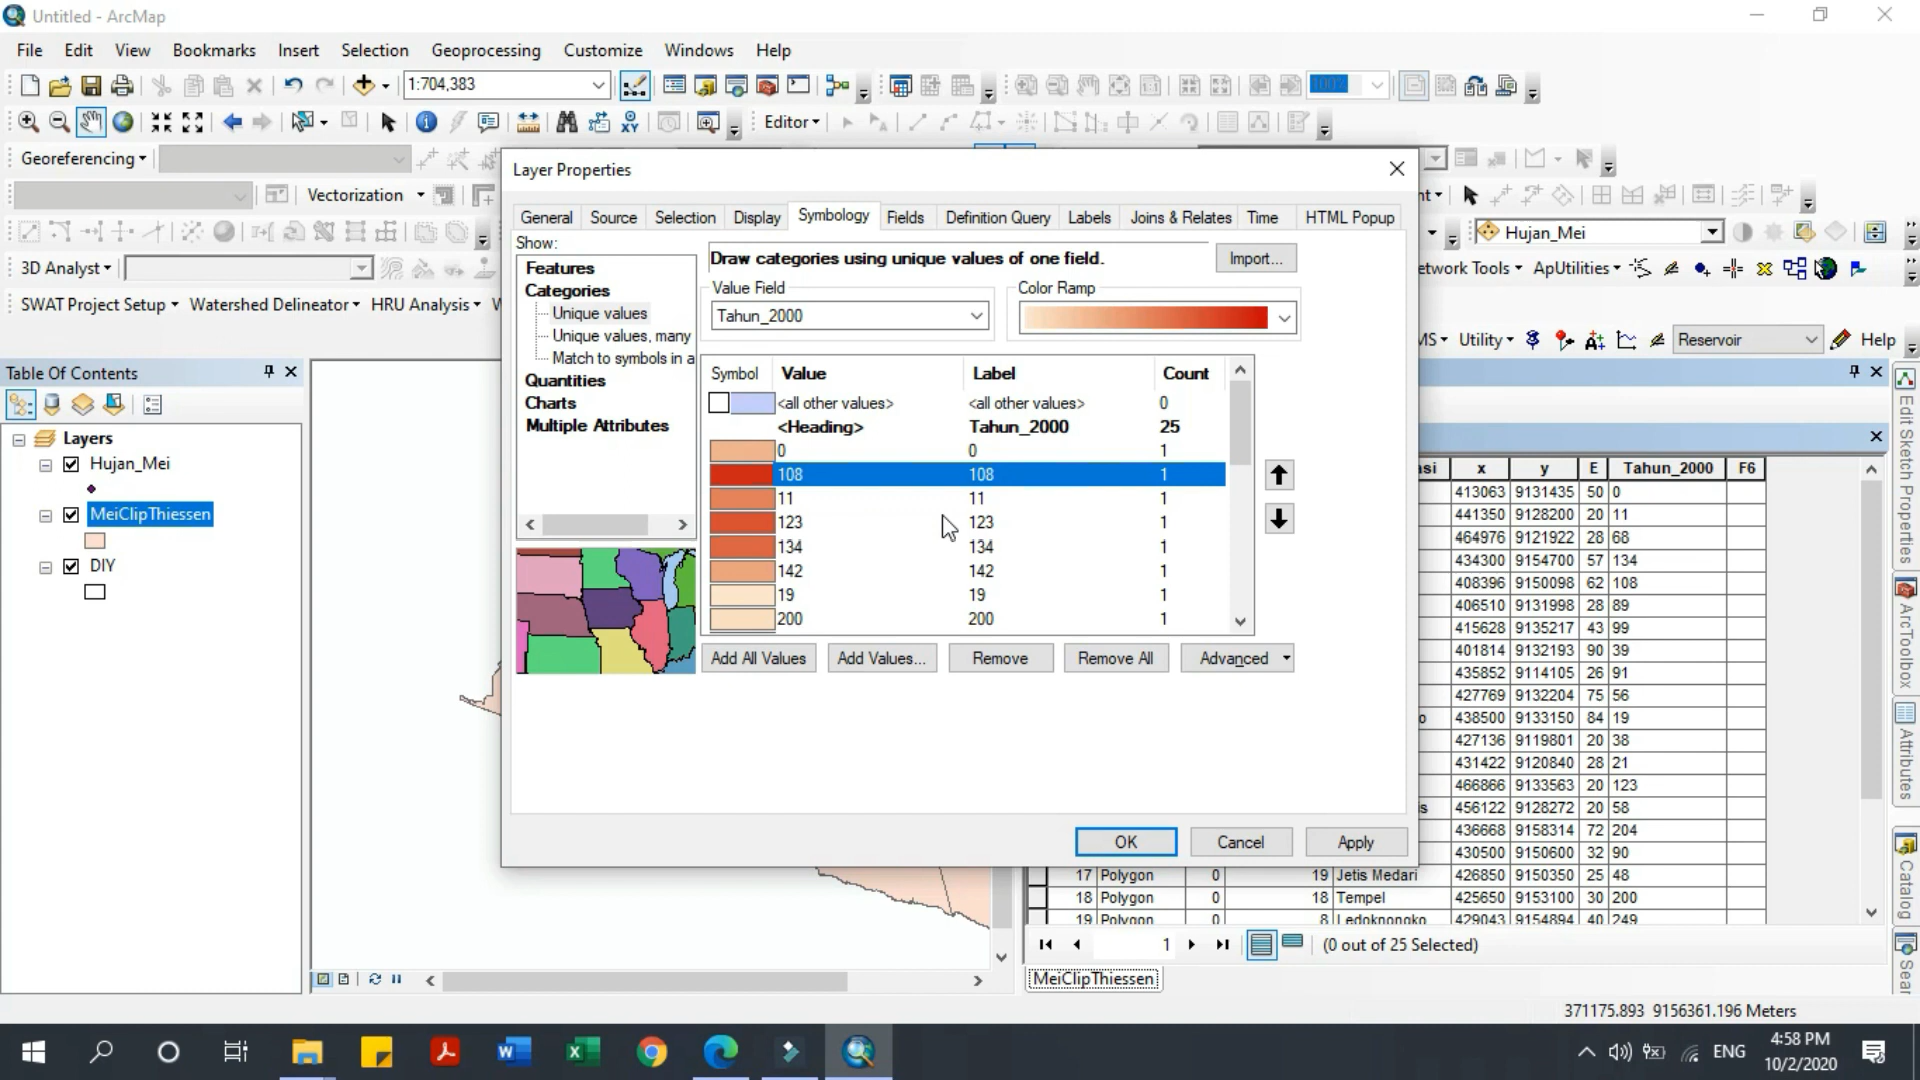 Untitled - ArcMap
File Edit View Bookmarks Insert Selection Geoprocessing Customize Windows Help
1:704,383
100%
Editor
Georeferencing
Vectorization
Hujan_Mei
3D Analyst
etwork Tools ApUtilities
SWAT Project Setup Watershed Delineator HRU Analysis
MS Utility Reservoir Help
Table Of Contents
Layers
Hujan_Mei
MeiClipThiessen
DIY
Layer Properties
General Source Selection Display Symbology Fields Definition Query Labels Joins & Relates Time HTML Popup
Show:
Features
Categories
Unique values
Unique values, many
Match to symbols in a
Quantities
Charts
Multiple Attributes
Draw categories using unique values of one field.
Import...
Value Field
Tahun_2000
Color Ramp
Symbol Value Label Count
<all other values> <all other values> 0
<Heading> Tahun_2000 25
0 0 1
108 108 1
11 11 1
123 123 1
134 134 1
142 142 1
19 19 1
200 200 1
Add All Values Add Values... Remove Remove All Advanced
OK Cancel Apply
asi x y E Tahun_2000 F6
413063 9131435 50 0
441350 9128200 20 11
464976 9121922 28 68
434300 9154700 57 134
408396 9150098 62 108
406510 9131998 28 89
415628 9135217 43 99
401814 9132193 90 39
435852 9114105 26 91
427769 9132204 75 56
o 438500 9133150 84 19
427136 9119801 20 38
431422 9120840 28 21
466866 9133563 20 123
s 456122 9128272 20 58
436668 9158314 72 204
430500 9150600 32 90
17 Polygon 0 19 Jetis Medari 426850 9150350 25 48
18 Polygon 0 18 Tempel 425650 9153100 30 200
19 Polygon 0 8 Ledoknongko 429043 9154894 40 249
1 (0 out of 25 Selected)
MeiClipThiessen
Edit Sketch Properties
ArcToolbox
Attributes
Catalog
Sear
371175.893 9156361.196 Meters
ENG
4:58 PM
10/2/2020